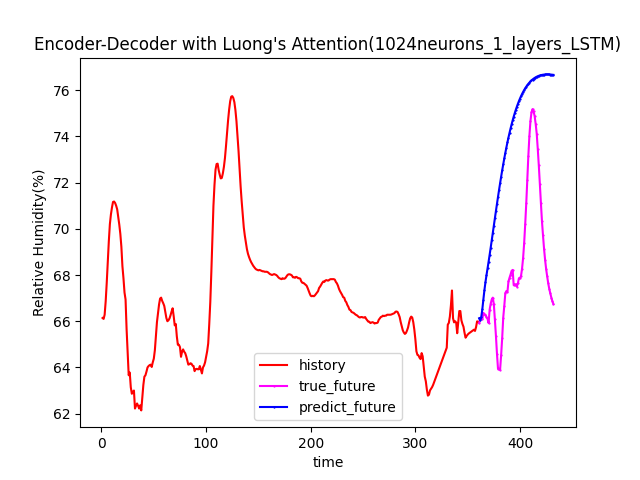 Encoder-Decoder with Luong's Attention(1024neurons_1_layers_LSTM)
Relative Humidity(%)
76
74
72
70
68
66
64
62
0 100 200 300 400
time
history
true_future
predict_future